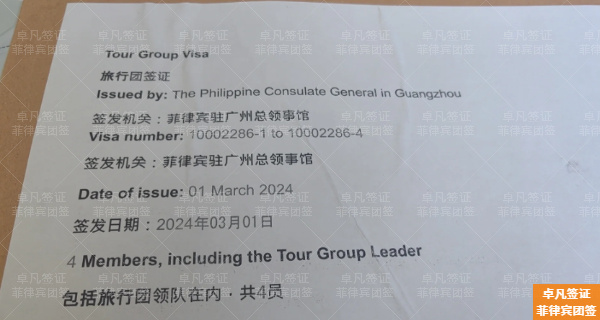 Tour Group Visa
旅行团签证
Issued by: The Philippine Consulate General in Guangzhou
签发机关：菲律宾驻广州总领事馆
Visa number: 10002286-1 to 10002286-4
签发机关：菲律宾驻广州总领事馆
Date of issue: 01 March 2024
签发日期：2024年03月01日
4 Members, including the Tour Group Leader
包括旅行团领队在内，共4员
卓凡签证
菲律宾团签